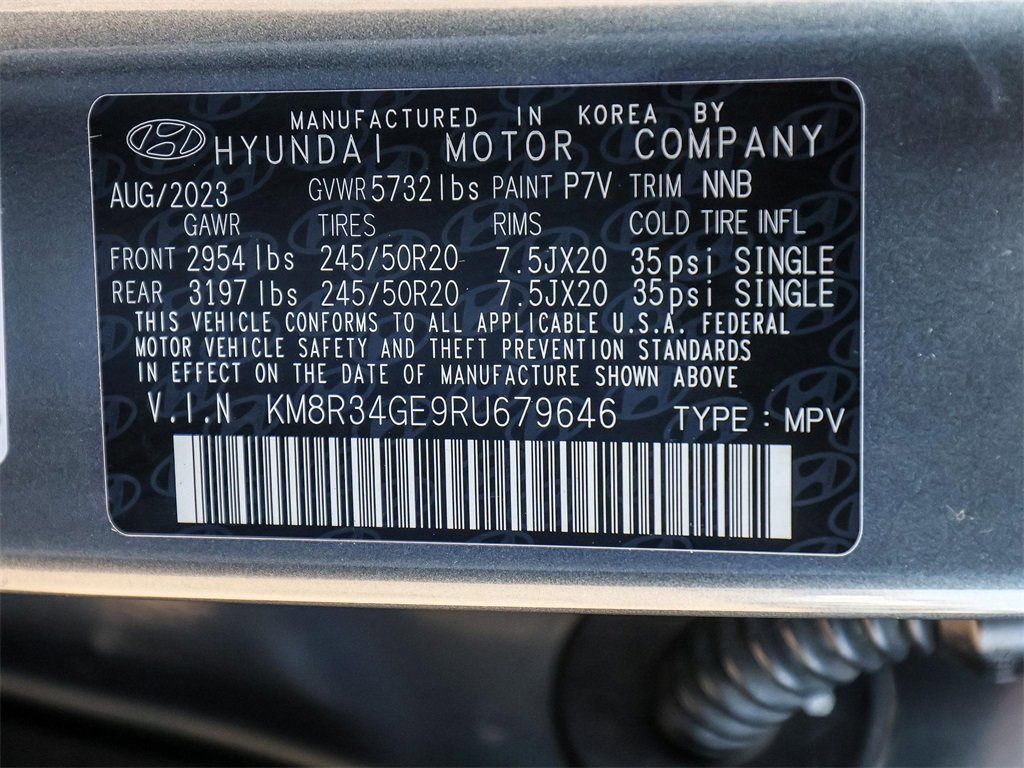 MANUFACTURED IN KOREA BY
HYUNDAI MOTOR COMPANY
AUG/2023 GVWR 5732 lbs PAINT P7V TRIM NNB
GAWR TIRES RIMS COLD TIRE INFL
FRONT 2954 lbs 245/50R20 7.5JX20 35psi SINGLE
REAR 3197 lbs 245/50R20 7.5JX20 35psi SINGLE
THIS VEHICLE CONFORMS TO ALL APPLICABLE U.S.A. FEDERAL
MOTOR VEHICLE SAFETY AND THEFT PREVENTION STANDARDS
IN EFFECT ON THE DATE OF MANUFACTURE SHOWN ABOVE
V.I.N KM8R34GE9RU679646 TYPE : MPV